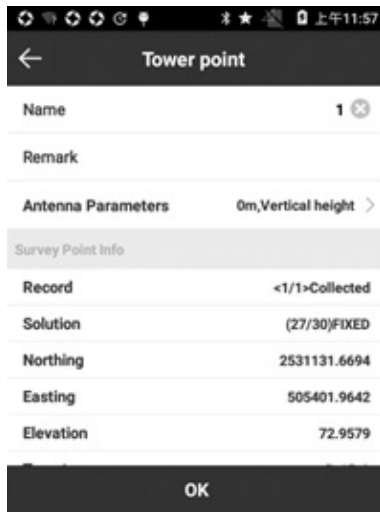 上午11:57
Tower point
Name 1
Remark
Antenna Parameters 0m,Vertical height
Survey Point Info
Record <1/1>Collected
Solution (27/30)FIXED
Northing 2531131.6694
Easting 505401.9642
Elevation 72.9579
OK